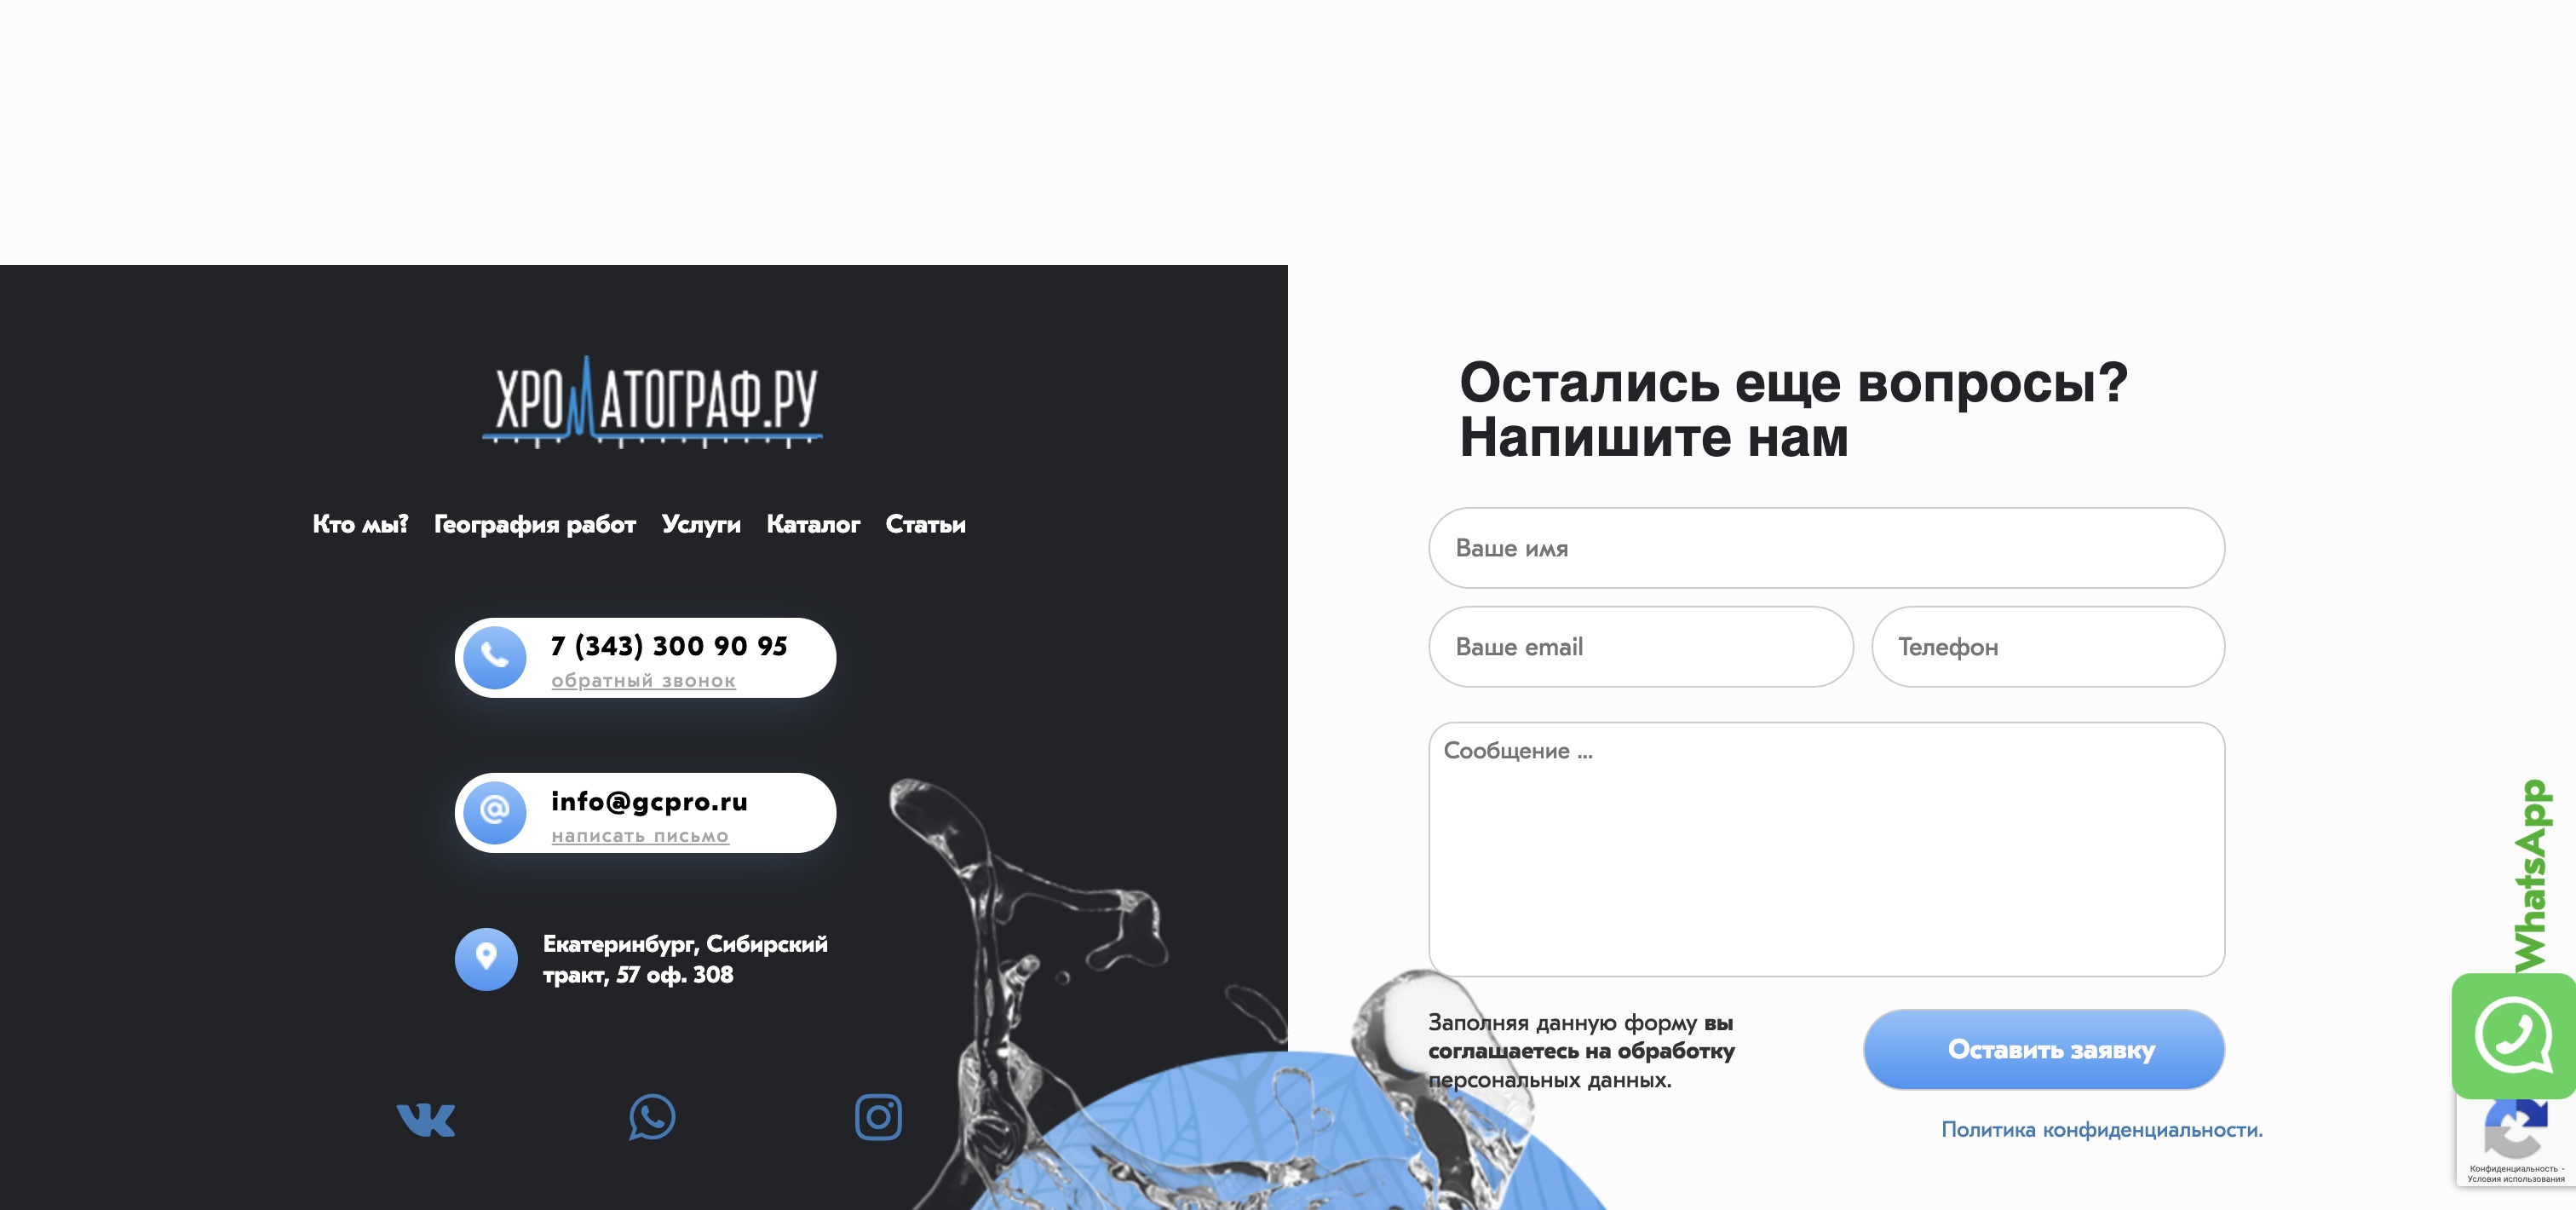 ХРОМАТОГРАФ.РУ
Кто мы? География работ Услуги Каталог Статьи
7 (343) 300 90 95
обратный звонок
info@gcpro.ru
написать письмо
Екатеринбург, Сибирский
тракт, 57 оф. 308
Остались еще вопросы?
Напишите нам
Ваше имя
Ваше email
Телефон
Сообщение ...
Заполняя данную форму вы
соглашаетесь на обработку
персональных данных.
Оставить заявку
Политика конфиденциальности.
WhatsApp
Конфиденциальность -
Условия использования